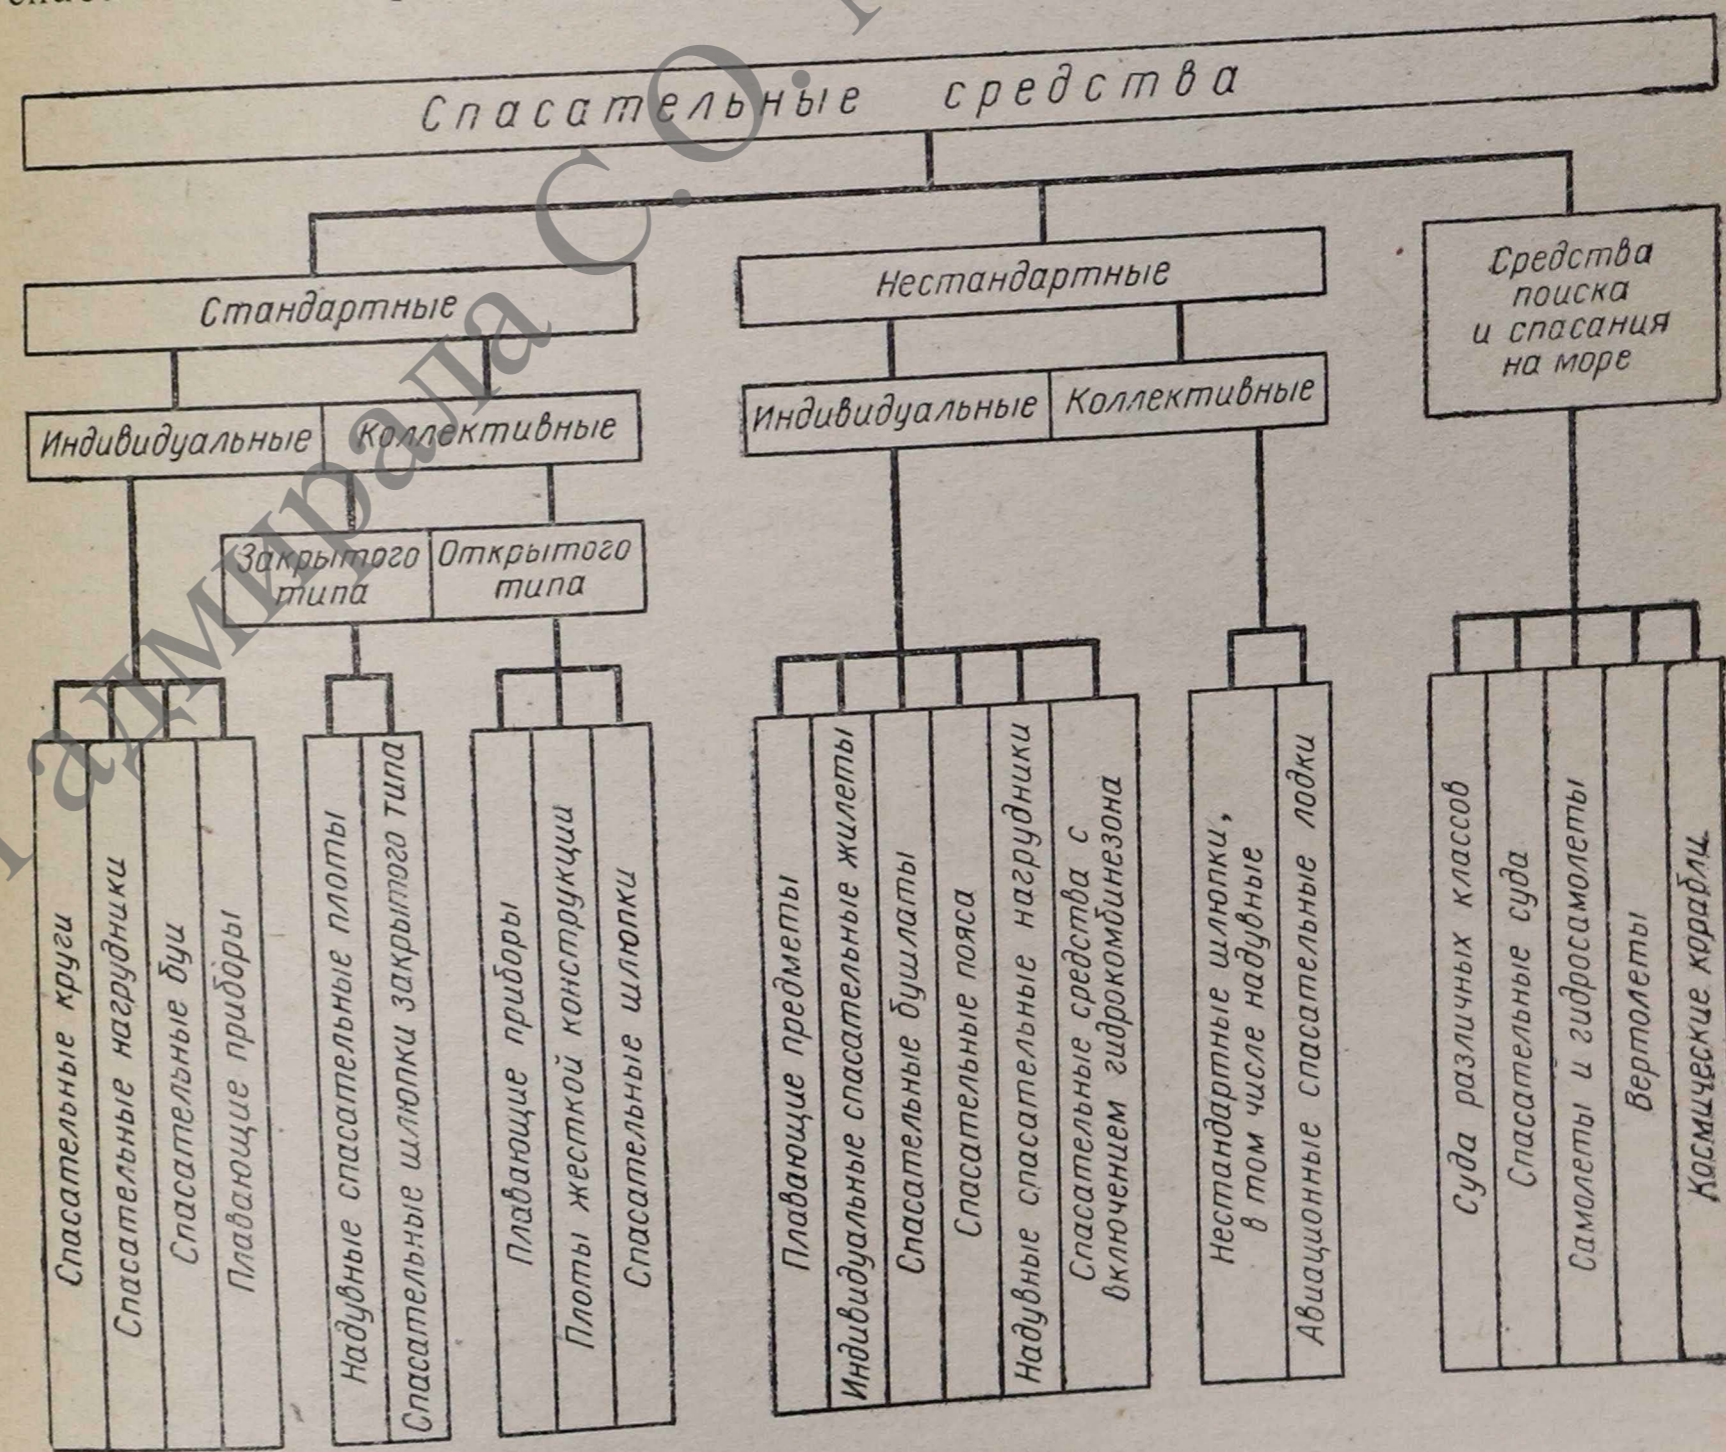 Спасательные средства
Стандартные
Нестандартные
Средства
поиска
и спасания
на море
Индивидуальные
Коллективные
Индивидуальные
Коллективные
Закрытого
типа
Открытого
типа
Спасательные круги
Спасательные нагрудники
Спасательные буи
Плавающие приборы
Надувные спасательные плоты
Спасательные шлюпки закрытого типа
Плавающие приборы
Плоты жесткой конструкции
Спасательные шлюпки
Плавающие предметы
Индивидуальные спасательные жилеты
Спасательные бушлаты
Спасательные пояса
Надувные спасательные нагрудники
Спасательные средства с
включением гидрокомбинезона
Нестандартные шлюпки,
в том числе надувные
Авиационные спасательные лодки
Суда различных классов
Спасательные суда
Самолеты и гидросамолеты
Вертолеты
Космические корабли
адмирала С.О.